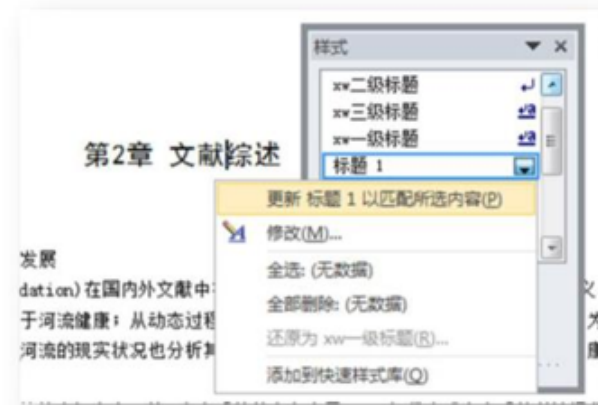 样式
xw二级标题
xw三级标题
xw一级标题
标题 1
第2章 文献综述
更新 标题 1 以匹配所选内容(P)
修改(M)...
全选: (无数据)
全部删除: (无数据)
还原为 xw一级标题(R)...
添加到快速样式库(Q)
发展
dation)在国内外文献中
于河流健康；从动态过程
河流的现实状况也分析其